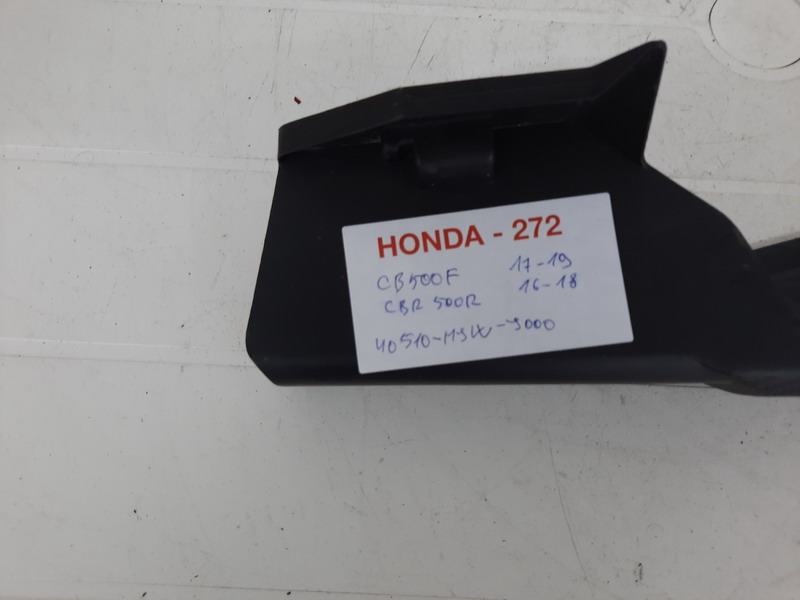 HONDA - 272
CB500F 17-19
CBR 500R 16-18
40510-MJW-J000